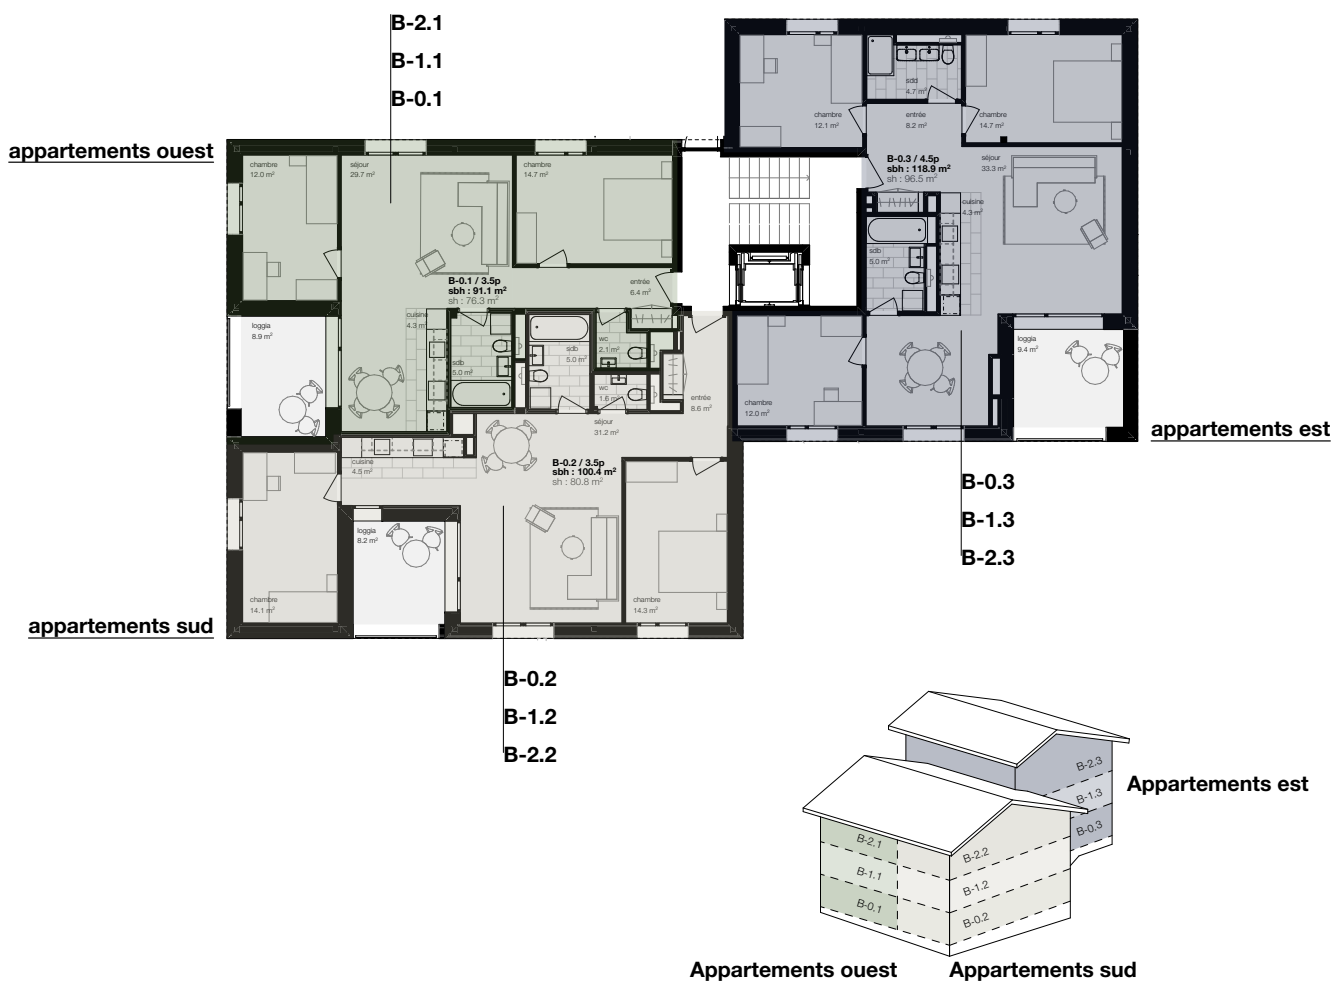 B-2.1
B-1.1
B-0.1
appartements ouest
chambre
12.0 m²
séjour
29.7 m²
chambre
14.7 m²
B-0.1 / 3.5p
sbh : 91.1 m²
sh : 76.3 m²
entrée
6.4 m²
loggia
8.9 m²
cuisine
4.3 m²
sdb
5.0 m²
sdb
5.0 m²
wc
2.1 m²
wc
1.6 m²
entrée
8.6 m²
séjour
31.2 m²
cuisine
4.5 m²
B-0.2 / 3.5p
sbh : 100.4 m²
sh : 80.8 m²
loggia
8.2 m²
chambre
14.1 m²
chambre
14.3 m²
appartements sud
B-0.2
B-1.2
B-2.2
chambre
12.1 m²
sdb
4.7 m²
entrée
8.2 m²
chambre
14.7 m²
B-0.3 / 4.5p
sbh : 118.9 m²
sh : 96.5 m²
séjour
33.3 m²
cuisine
4.3 m²
sdb
5.0 m²
chambre
12.0 m²
loggia
9.4 m²
appartements est
B-0.3
B-1.3
B-2.3
B-2.3
B-1.3
B-0.3
Appartements est
B-2.1
B-1.1
B-0.1
B-2.2
B-1.2
B-0.2
Appartements ouest
Appartements sud